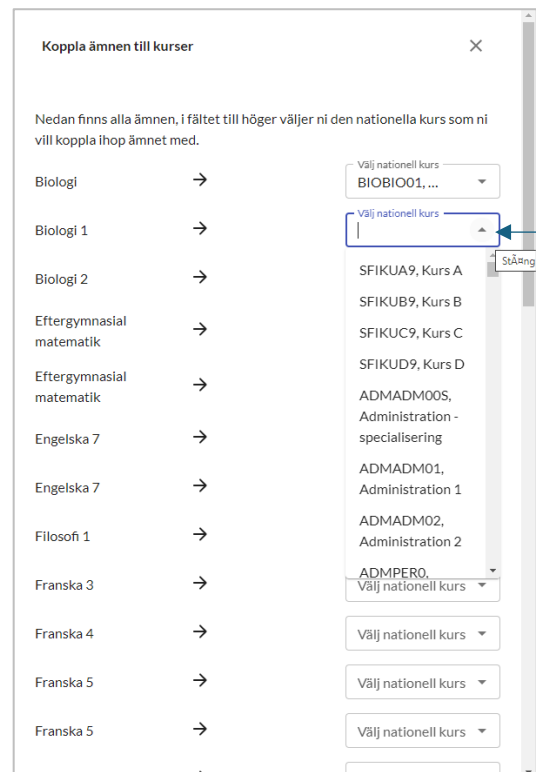 Koppla ämnen till kurser
Nedan finns alla ämnen, i fältet till höger väljer ni den nationella kurs som ni
vill koppla ihop ämnet med.
Biologi
Välj nationell kurs
BIOBIO01, ...
Biologi 1
Välj nationell kurs
StÃ¤ng
Biologi 2
SFIKUA9, Kurs A
SFIKUB9, Kurs B
SFIKUC9, Kurs C
SFIKUD9, Kurs D
ADMADM00S,
Administration -
specialisering
ADMADM01,
Administration 1
ADMADM02,
Administration 2
ADMPER0,
Eftergymnasial
matematik
Eftergymnasial
matematik
Engelska 7
Engelska 7
Filosofi 1
Franska 3
Välj nationell kurs
Franska 4
Välj nationell kurs
Franska 5
Välj nationell kurs
Franska 5
Välj nationell kurs